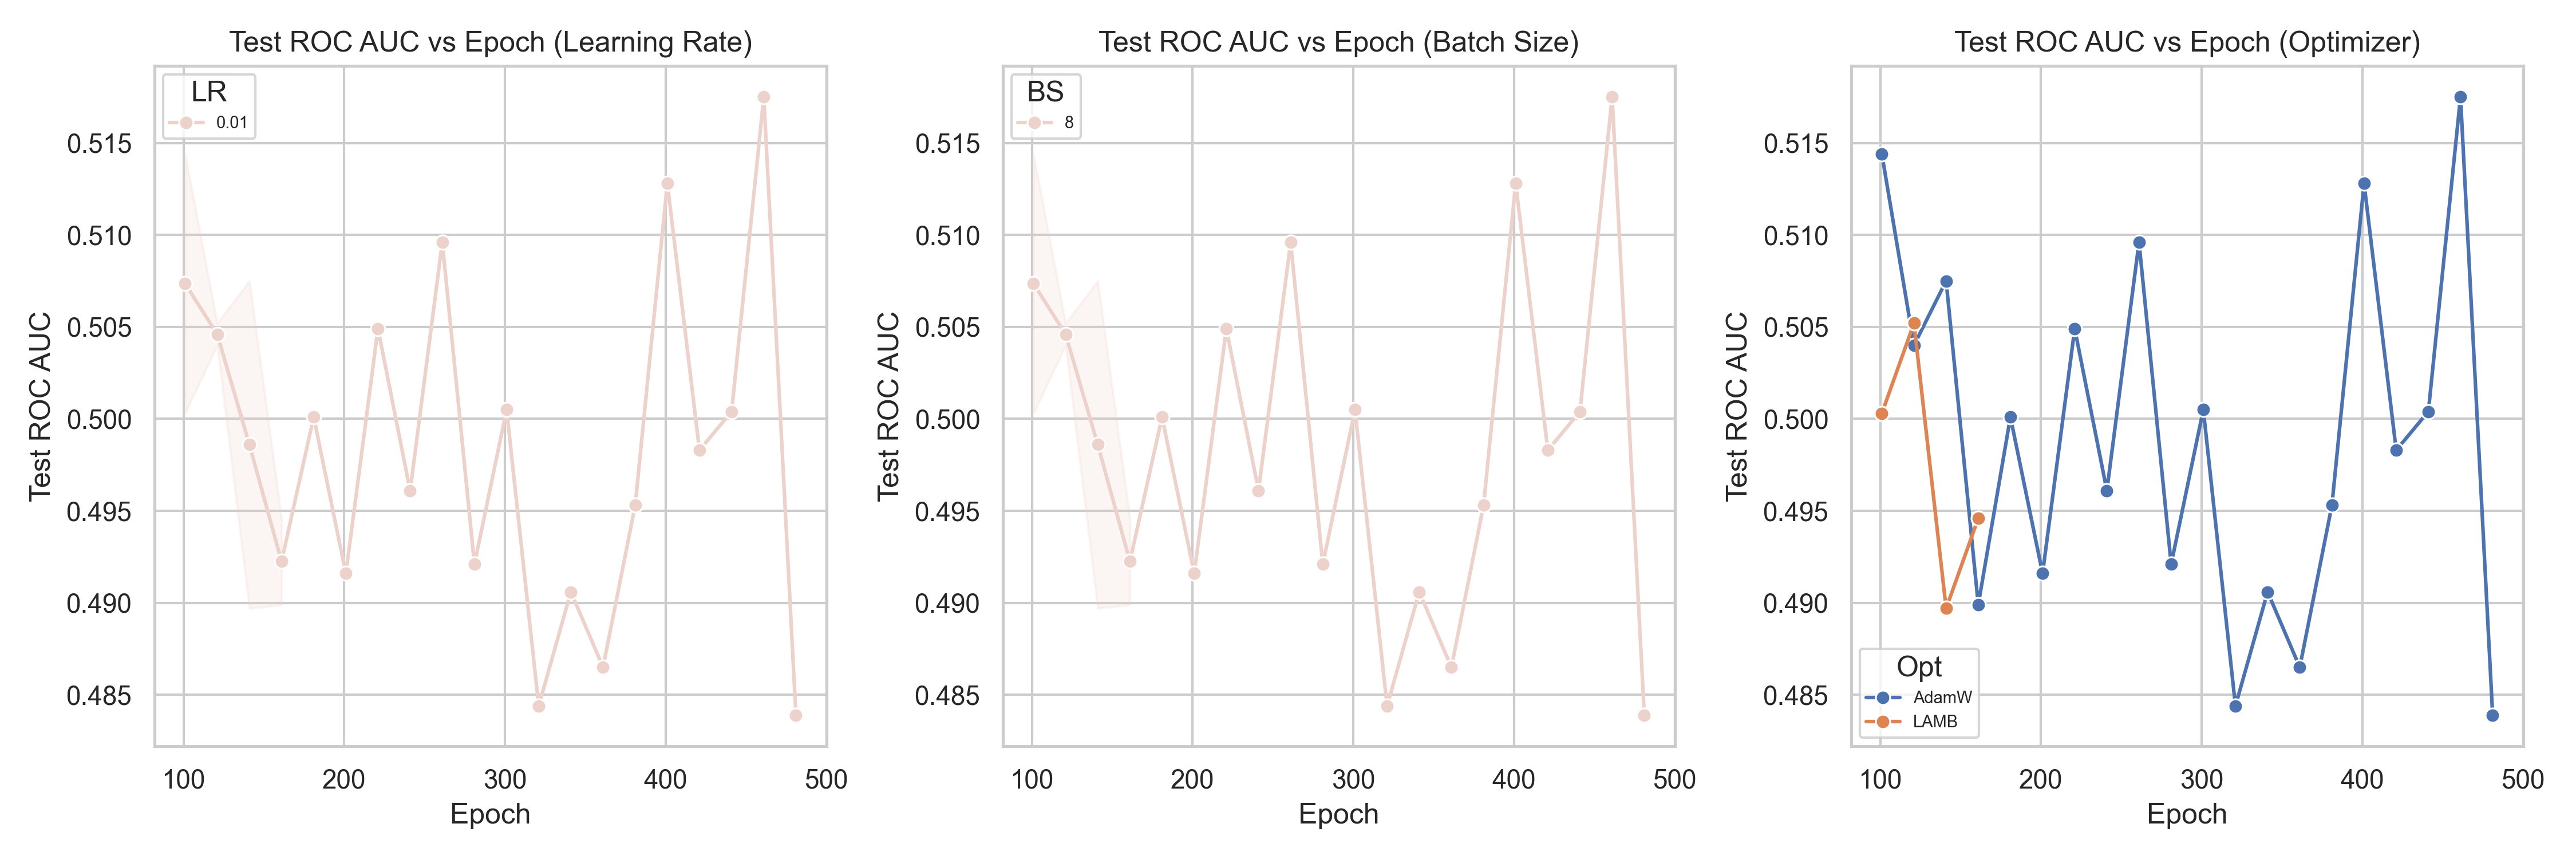 Test ROC AUC vs Epoch (Learning Rate)
LR
0.01
0.515
0.510
0.505
0.500
0.495
0.490
0.485
Test ROC AUC
100 200 300 400 500
Epoch
Test ROC AUC vs Epoch (Batch Size)
BS
8
0.515
0.510
0.505
0.500
0.495
0.490
0.485
Test ROC AUC
100 200 300 400 500
Epoch
Test ROC AUC vs Epoch (Optimizer)
0.515
0.510
0.505
0.500
0.495
0.490
0.485
Test ROC AUC
Opt
AdamW
LAMB
100 200 300 400 500
Epoch